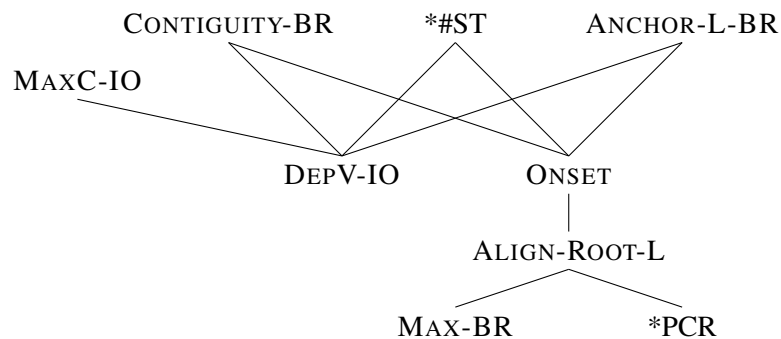 CONTIGUITY-BR *#ST ANCHOR-L-BR
MAXC-IO
DEPV-IO ONSET
ALIGN-ROOT-L
MAX-BR *PCR